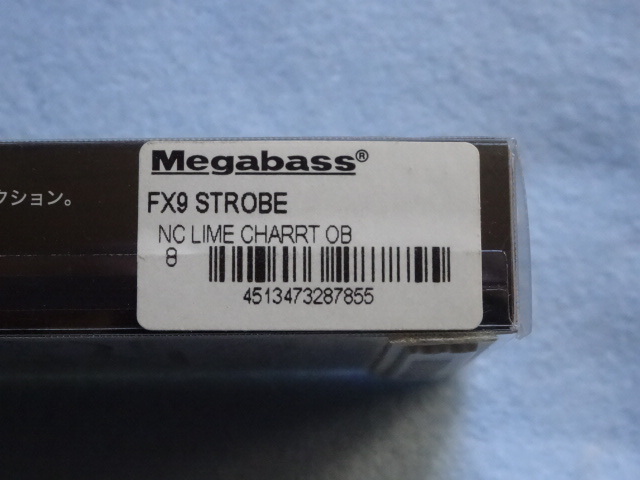 Megabass®
クション。
FX9 STROBE
NC LIME CHARRT OB
8
4513473287855